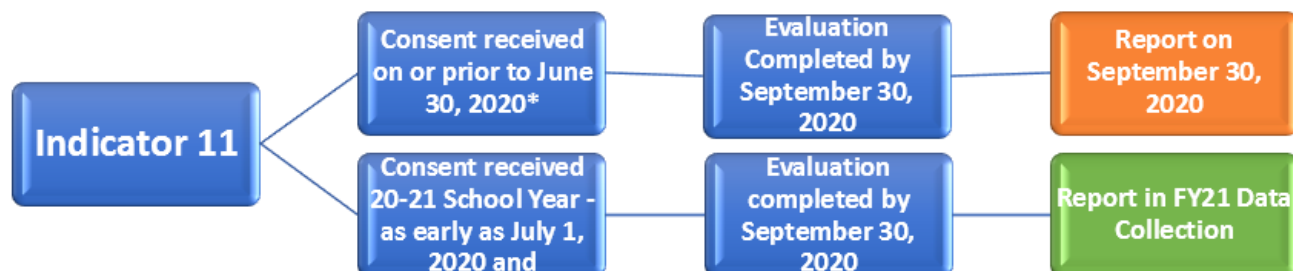 Indicator 11
Consent received
on or prior to June
30, 2020*
Evaluation
Completed by
September 30,
2020
Report on
September 30,
2020
Consent received
20-21 School Year -
as early as July 1,
2020 and
Evaluation
completed by
September 30,
2020
Report in FY21 Data
Collection